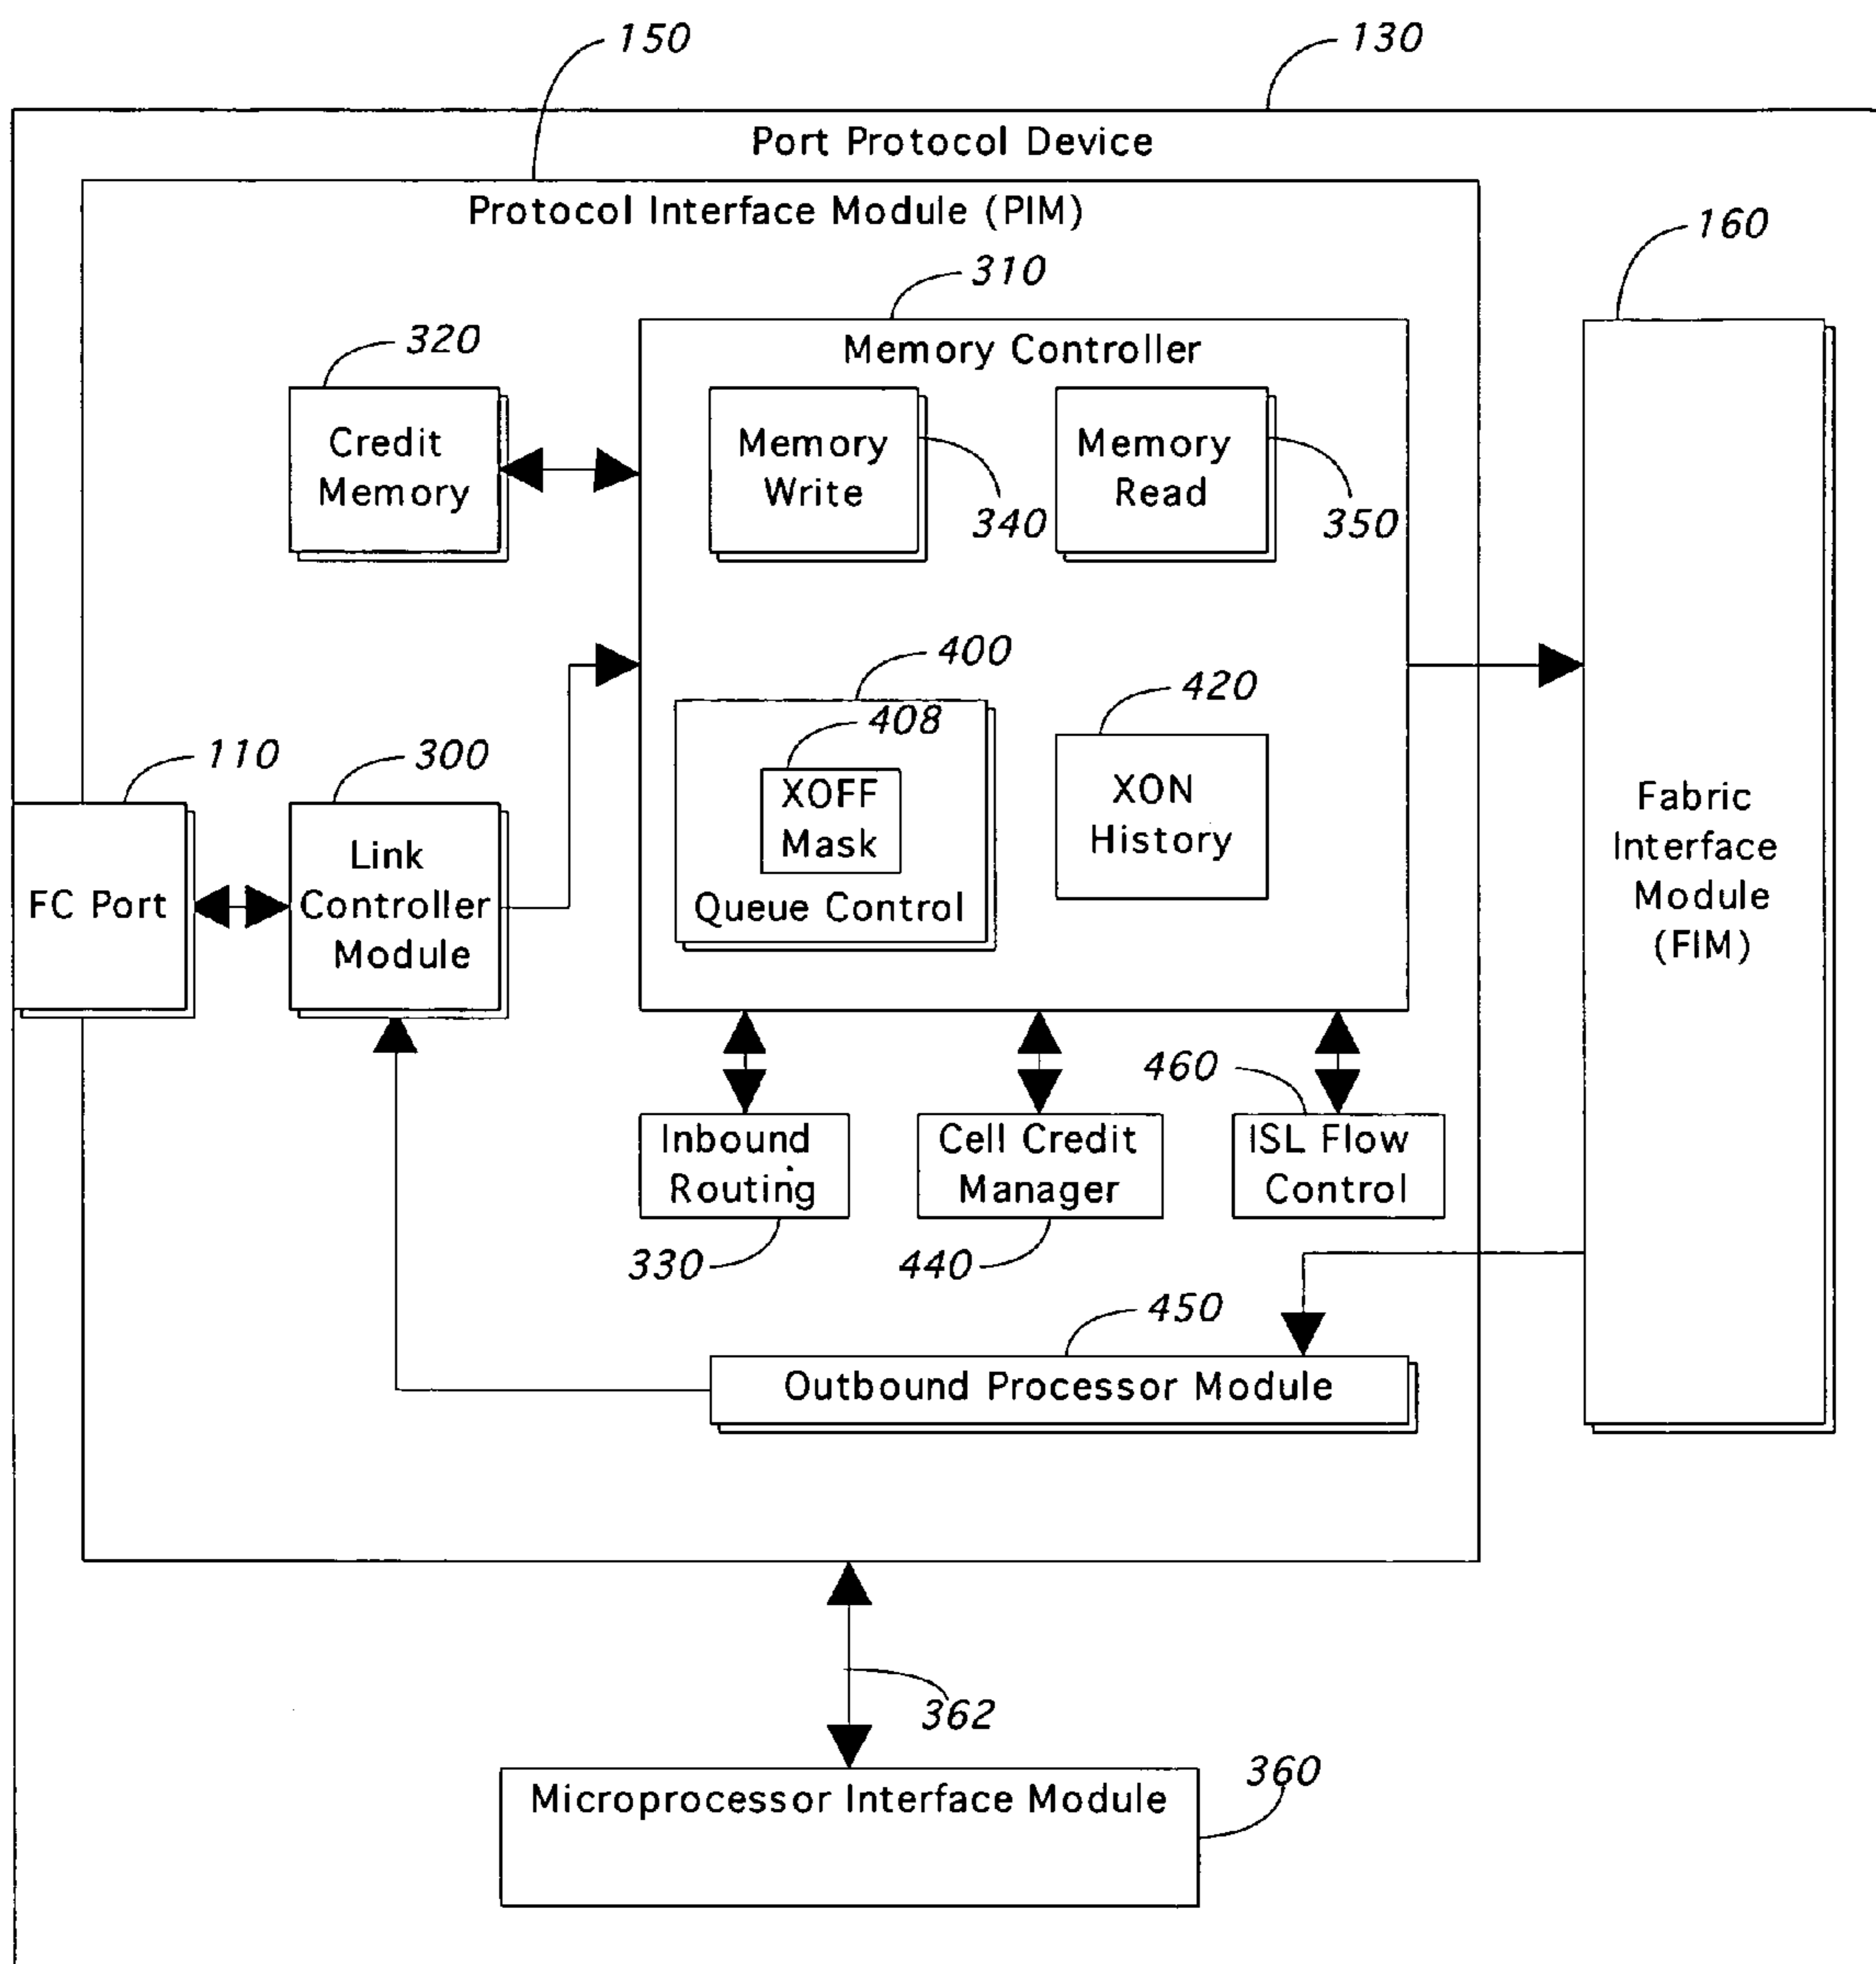 150
130
Port Protocol Device
Protocol Interface Module (PIM)
160
310
320
Memory Controller
Credit
Memory
Memory
Write
340
Memory
Read
350
400
408
XOFF
Mask
Queue Control
420
XON
History
110
300
FC Port
Link
Controller
Module
Fabric
Interface
Module
(FIM)
460
Inbound
Routing
330
Cell Credit
Manager
440
ISL Flow
Control
450
Outbound Processor Module
362
360
Microprocessor Interface Module